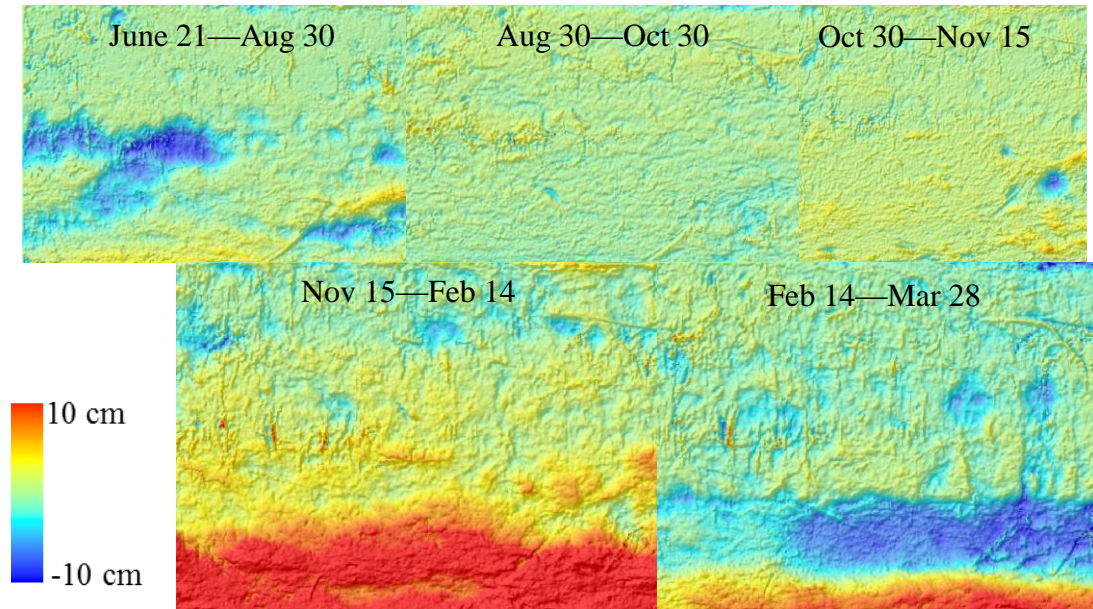 June 21—Aug 30
Aug 30—Oct 30
Oct 30—Nov 15
Nov 15—Feb 14
Feb 14—Mar 28
10 cm
-10 cm